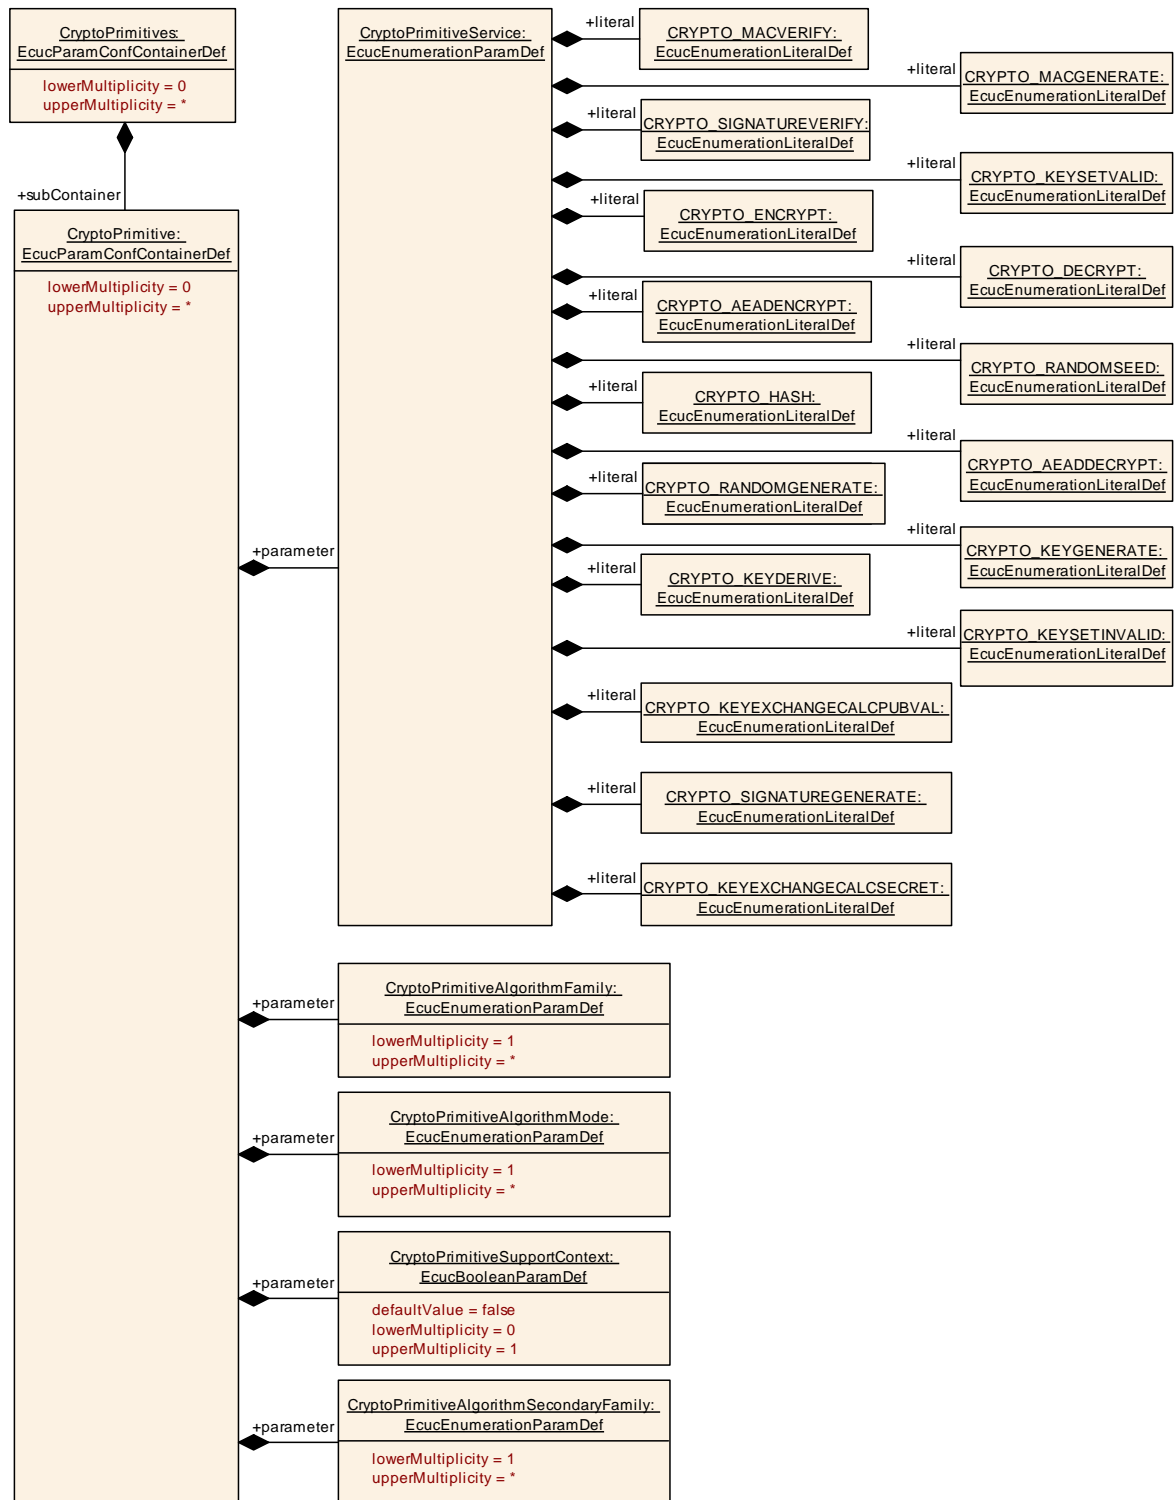 CryptoPrimitives:
EcucParamConfContainerDef
lowerMultiplicity = 0
upperMultiplicity = *
+subContainer
CryptoPrimitive:
EcucParamConfContainerDef
lowerMultiplicity = 0
upperMultiplicity = *
+parameter
CryptoPrimitiveService:
EcucEnumerationParamDef
+literal
CRYPTO_MACVERIFY:
EcucEnumerationLiteralDef
+literal
CRYPTO_MACGENERATE:
EcucEnumerationLiteralDef
+literal
CRYPTO_SIGNATUREVERIFY:
EcucEnumerationLiteralDef
+literal
CRYPTO_KEYSETVALID:
EcucEnumerationLiteralDef
+literal
CRYPTO_ENCRYPT:
EcucEnumerationLiteralDef
+literal
CRYPTO_DECRYPT:
EcucEnumerationLiteralDef
+literal
CRYPTO_AEADENCRYPT:
EcucEnumerationLiteralDef
+literal
CRYPTO_RANDOMSEED:
EcucEnumerationLiteralDef
+literal
CRYPTO_HASH:
EcucEnumerationLiteralDef
+literal
CRYPTO_AEADDECRYPT:
EcucEnumerationLiteralDef
+literal
CRYPTO_RANDOMGENERATE:
EcucEnumerationLiteralDef
+literal
CRYPTO_KEYGENERATE:
EcucEnumerationLiteralDef
+literal
CRYPTO_KEYDERIVE:
EcucEnumerationLiteralDef
+literal
CRYPTO_KEYSETINVALID:
EcucEnumerationLiteralDef
+literal
CRYPTO_KEYEXCHANGECALCPUBVAL:
EcucEnumerationLiteralDef
+literal
CRYPTO_SIGNATUREGENERATE:
EcucEnumerationLiteralDef
+literal
CRYPTO_KEYEXCHANGECALCSECRET:
EcucEnumerationLiteralDef
+parameter
CryptoPrimitiveAlgorithmFamily:
EcucEnumerationParamDef
lowerMultiplicity = 1
upperMultiplicity = *
+parameter
CryptoPrimitiveAlgorithmMode:
EcucEnumerationParamDef
lowerMultiplicity = 1
upperMultiplicity = *
+parameter
CryptoPrimitiveSupportContext:
EcucBooleanParamDef
defaultValue = false
lowerMultiplicity = 0
upperMultiplicity = 1
+parameter
CryptoPrimitiveAlgorithmSecondaryFamily:
EcucEnumerationParamDef
lowerMultiplicity = 1
upperMultiplicity = *